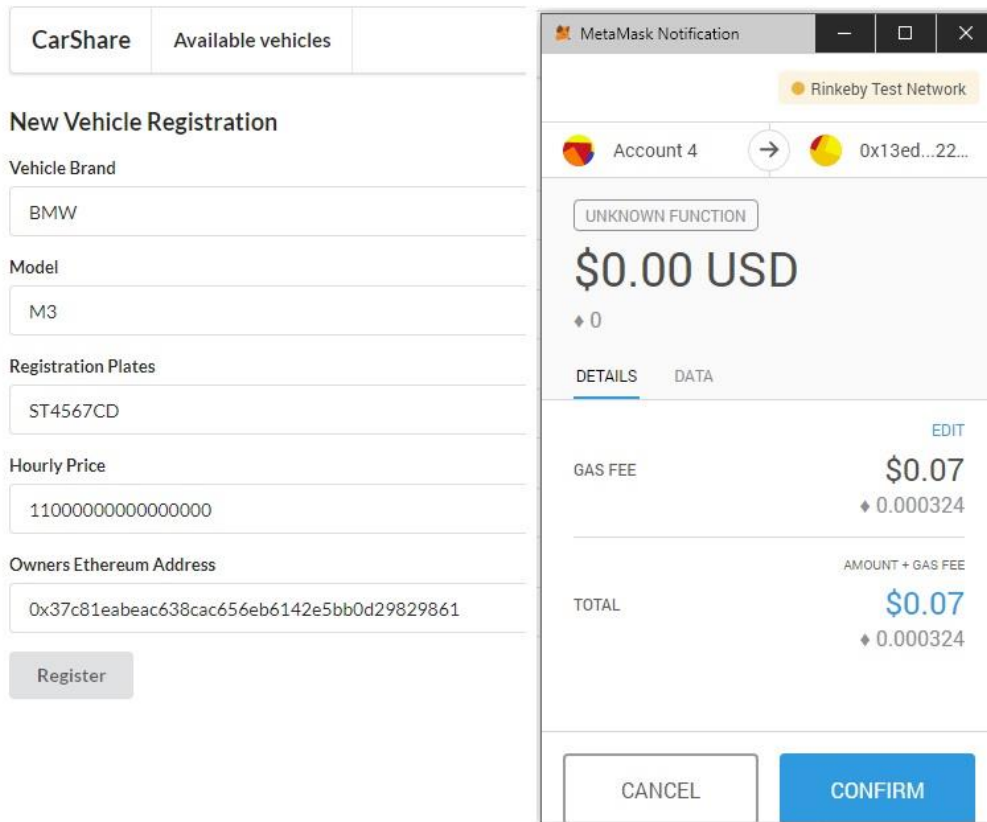 CarShare
Available vehicles
New Vehicle Registration
Vehicle Brand
BMW
Model
M3
Registration Plates
ST4567CD
Hourly Price
11000000000000000
Owners Ethereum Address
0x37c81eabeac638cac656eb6142e5bb0d29829861
Register
MetaMask Notification
Rinkeby Test Network
Account 4
0x13ed...22...
UNKNOWN FUNCTION
$0.00 USD
0
DETAILS DATA
EDIT
GAS FEE $0.07
0.000324
AMOUNT + GAS FEE
TOTAL $0.07
0.000324
CANCEL CONFIRM